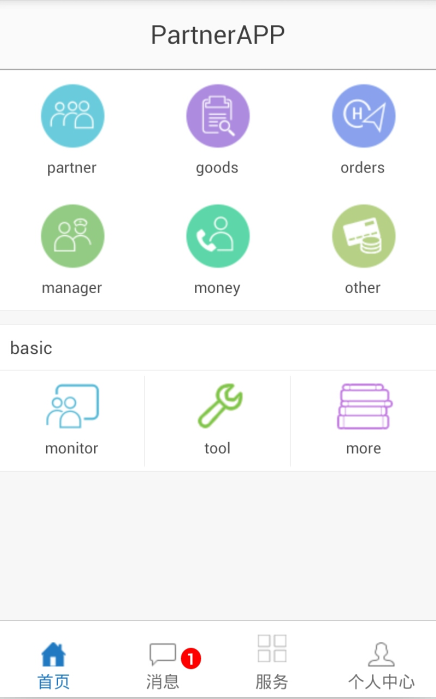 PartnerAPP
partner goods orders
H
manager money other
basic
monitor tool more
1
首页 消息 服务 个人中心